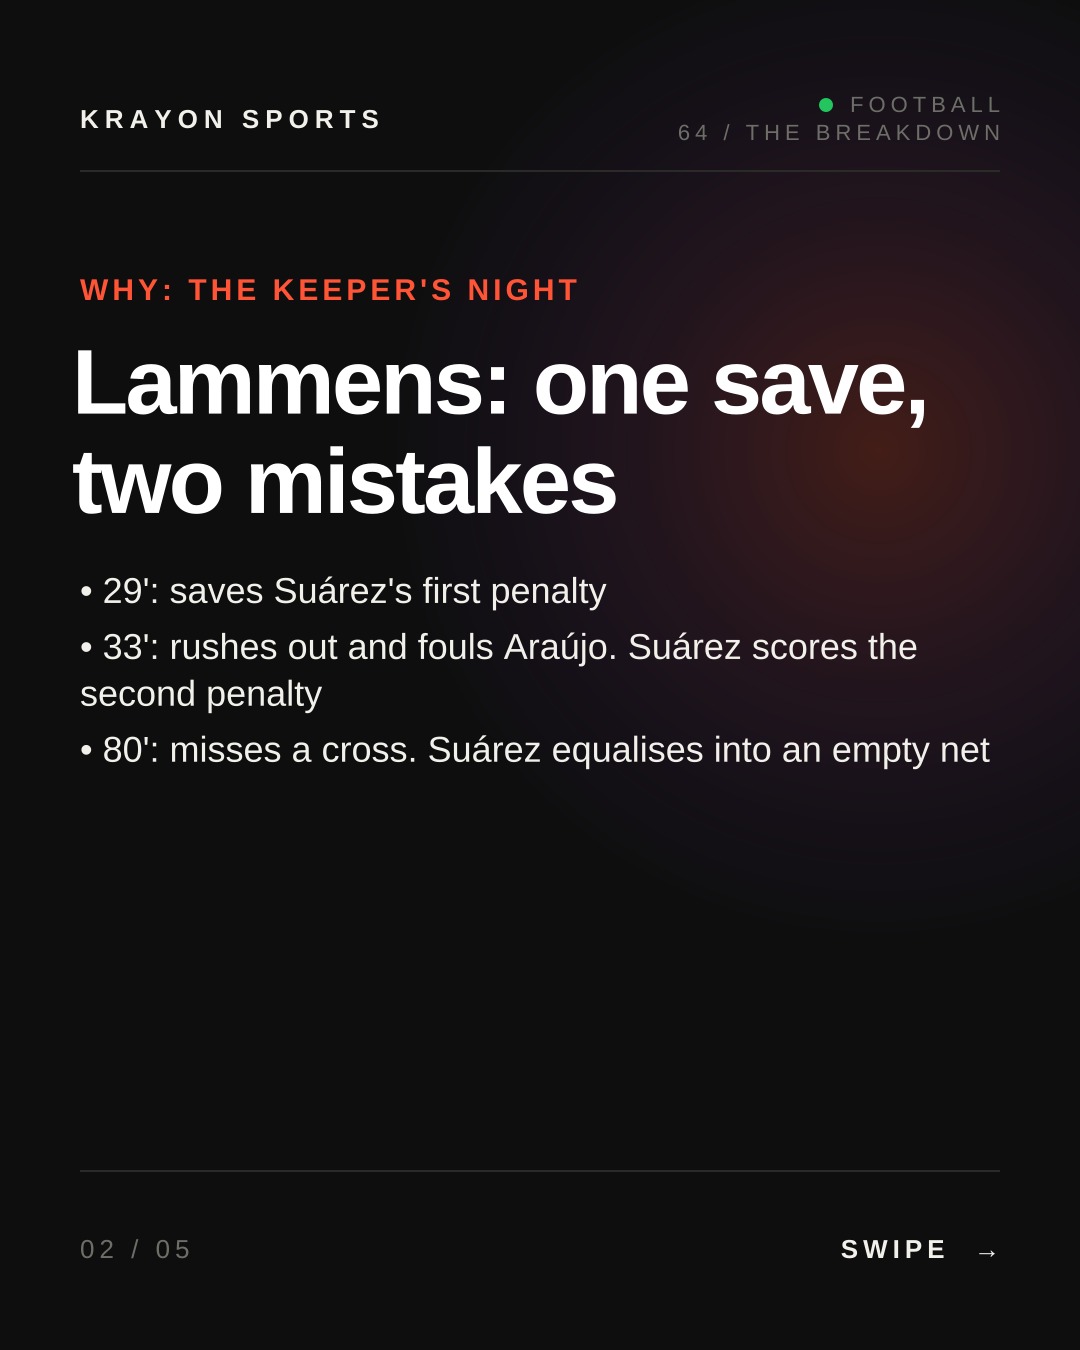 KRAYON SPORTS
FOOTBALL
64 / THE BREAKDOWN
WHY: THE KEEPER'S NIGHT
Lammens: one save,
two mistakes
• 29': saves Suárez's first penalty
• 33': rushes out and fouls Araújo. Suárez scores the
second penalty
• 80': misses a cross. Suárez equalises into an empty net
02 / 05
SWIPE →